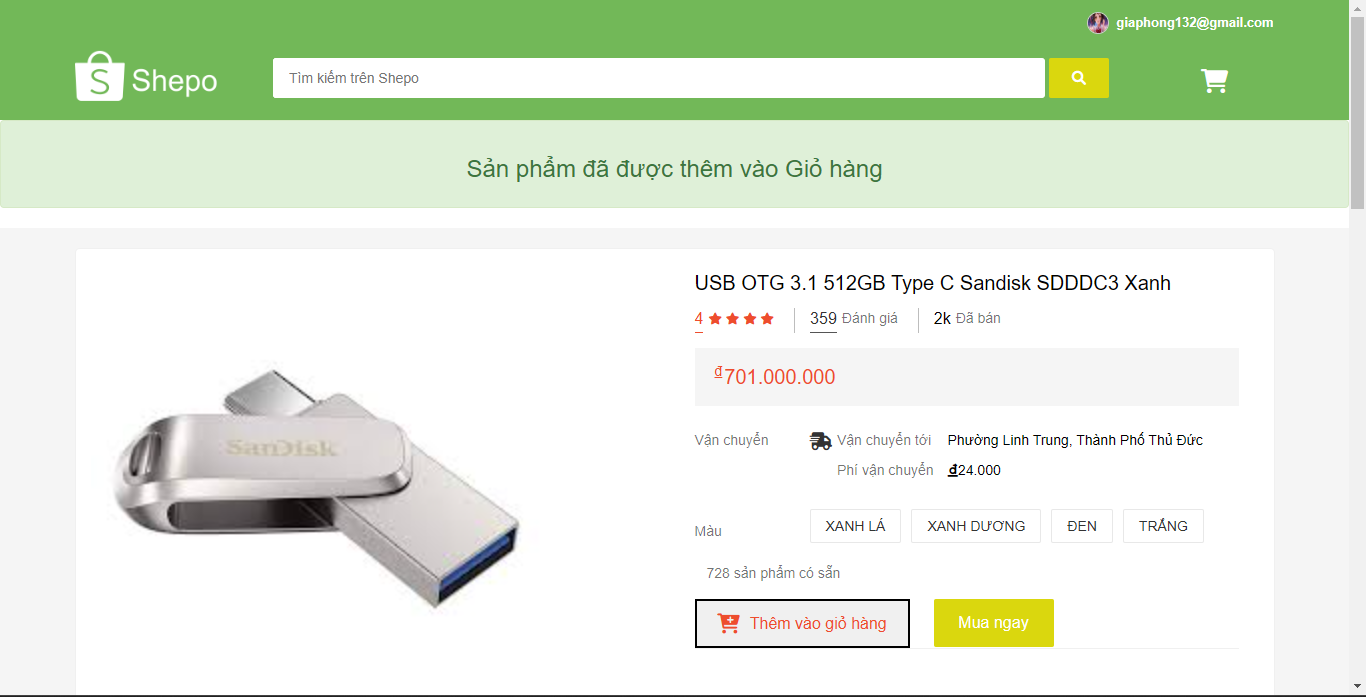 giaphong132@gmail.com
S Shepo
Tìm kiếm trên Shepo
Sản phẩm đã được thêm vào Giỏ hàng
USB OTG 3.1 512GB Type C Sandisk SDDDC3 Xanh
4 359 Đánh giá 2k Đã bán
₫701.000.000
Vận chuyển Vận chuyển tới Phường Linh Trung, Thành Phố Thủ Đức
Phí vận chuyển ₫24.000
Màu XANH LÁ XANH DƯƠNG ĐEN TRẮNG
728 sản phẩm có sẵn
Thêm vào giỏ hàng Mua ngay
SanDisk